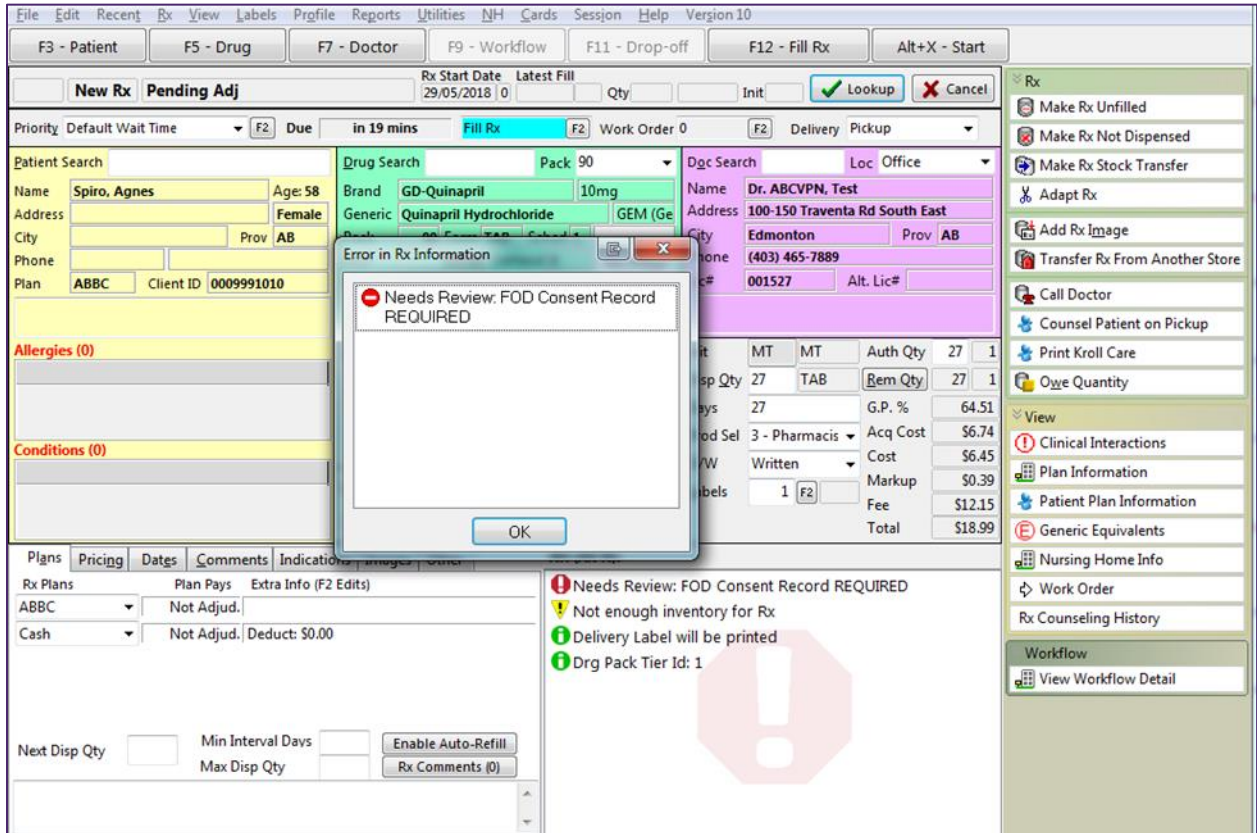 File Edit Recent Rx View Labels Profile Reports Utilities NH Cards Session Help Version 10
F3 - Patient F5 - Drug F7 - Doctor F9 - Workflow F11 - Drop-off F12 - Fill Rx Alt+X - Start
New Rx Pending Adj Rx Start Date 29/05/2018 0 Latest Fill Qty Init Lookup Cancel
Priority Default Wait Time F2 Due in 19 mins Fill Rx F2 Work Order 0 F2 Delivery Pickup
Patient Search
Name Spiro, Agnes Age: 58
Address Female
City Prov AB
Phone
Plan ABBC Client ID 0009991010
Allergies (0)
Conditions (0)
Drug Search Pack 90
Brand GD-Quinapril 10mg
Generic Quinapril Hydrochloride GEM (Ge
Doc Search Loc Office
Name Dr. ABCVPN, Test
Address 100-150 Traventa Rd South East
City Edmonton Prov AB
hone (403) 465-7889
001527 Alt. Lic#
Error in Rx Information
Needs Review: FOD Consent Record
REQUIRED
OK
MT MT Auth Qty 27 1
sp Qty 27 TAB Rem Qty 27 1
ays 27 G.P. % 64.51
od Sel 3 - Pharmacis Acq Cost $6.74
/W Written Cost $6.45
Markup $0.39
bels 1 F2
Fee $12.15
Total $18.99
Plans Pricing Dates Comments Indications Images Other
Rx Plans Plan Pays Extra Info (F2 Edits)
ABBC Not Adjud.
Cash Not Adjud. Deduct: $0.00
Next Disp Qty Min Interval Days Enable Auto-Refill
Max Disp Qty Rx Comments (0)
Needs Review: FOD Consent Record REQUIRED
Not enough inventory for Rx
Delivery Label will be printed
Drg Pack Tier Id: 1
Rx
Make Rx Unfilled
Make Rx Not Dispensed
Make Rx Stock Transfer
Adapt Rx
Add Rx Image
Transfer Rx From Another Store
Call Doctor
Counsel Patient on Pickup
Print Kroll Care
Owe Quantity
View
Clinical Interactions
Plan Information
Patient Plan Information
Generic Equivalents
Nursing Home Info
Work Order
Rx Counseling History
Workflow
View Workflow Detail